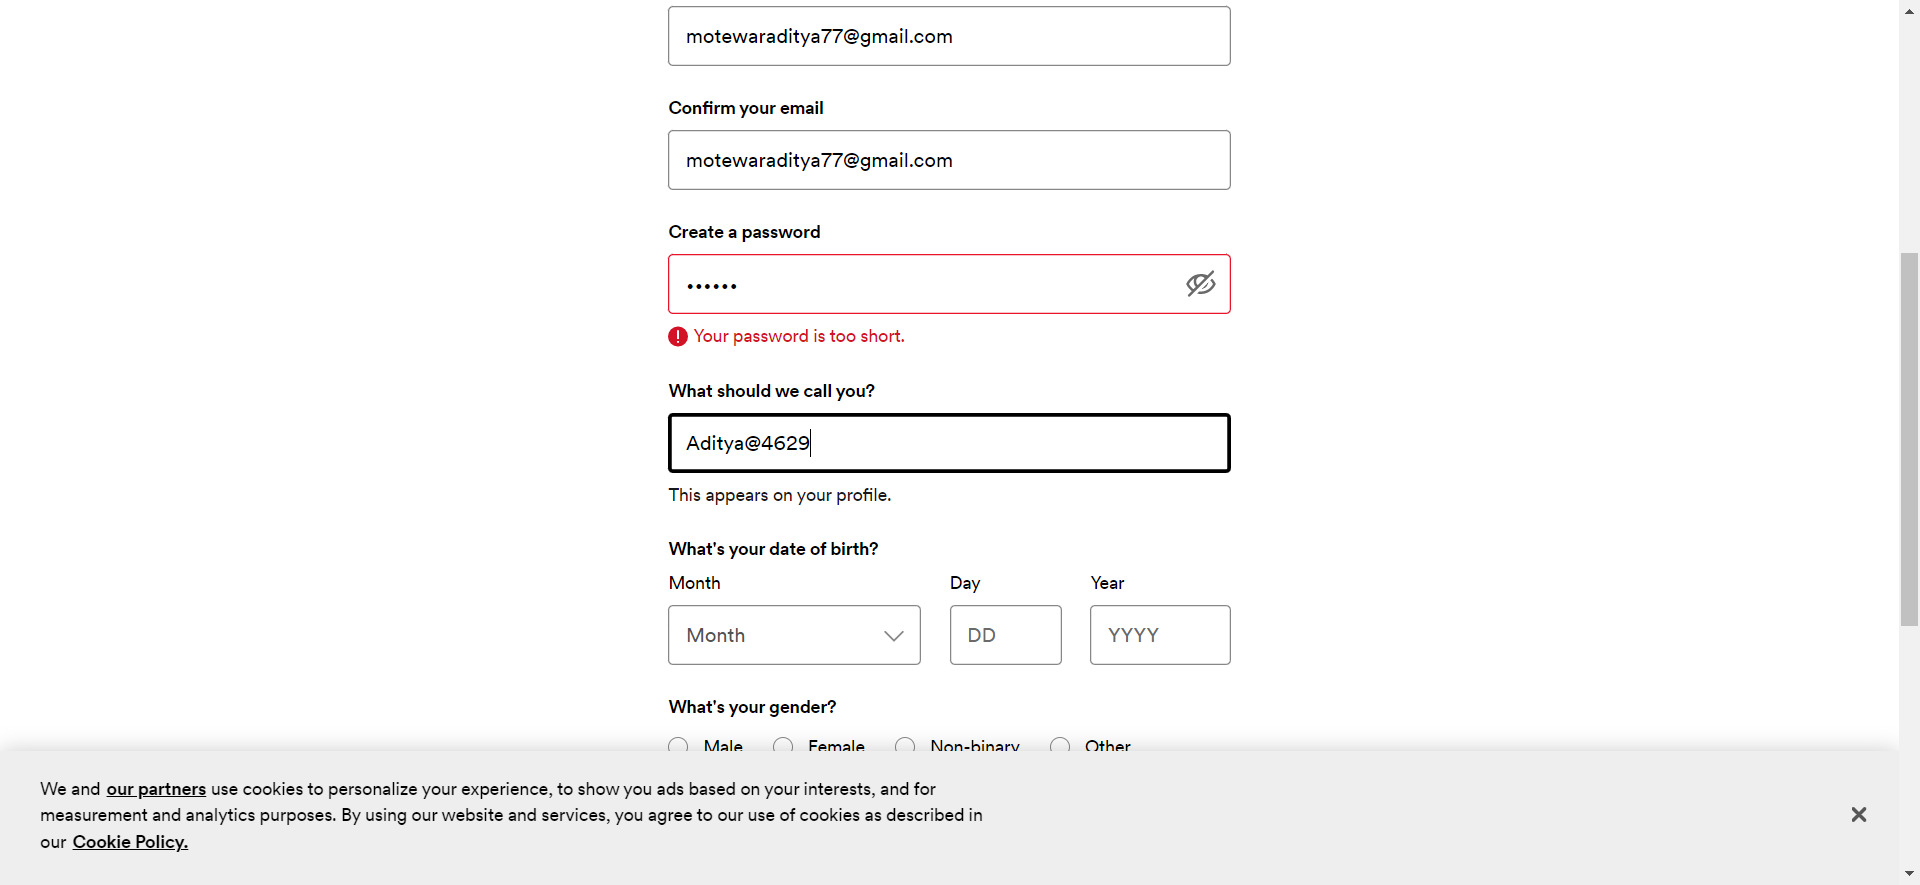 motewaraditya77@gmail.com
Confirm your email
motewaraditya77@gmail.com
Create a password
••••••
Your password is too short.
What should we call you?
Aditya@4629
This appears on your profile.
What's your date of birth?
Month Day Year
Month DD YYYY
What's your gender?
Male Female Non-binary Other
We and our partners use cookies to personalize your experience, to show you ads based on your interests, and for
measurement and analytics purposes. By using our website and services, you agree to our use of cookies as described in
our Cookie Policy.